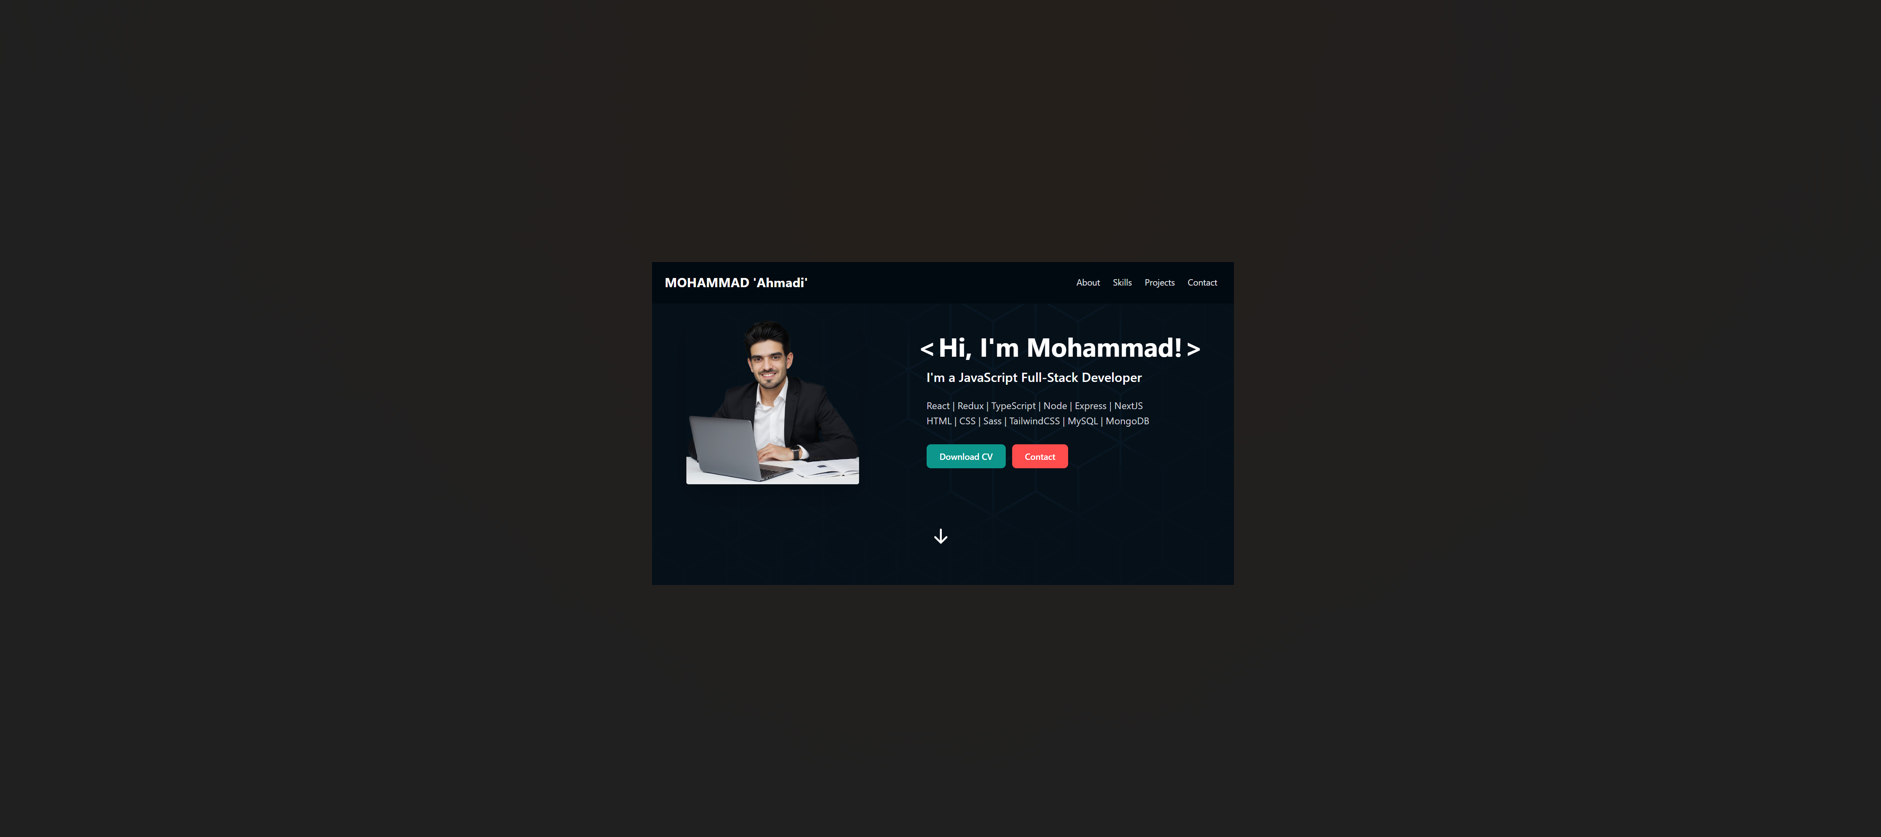 MOHAMMAD 'Ahmadi'
About Skills Projects Contact
<Hi, I'm Mohammad!>
I'm a JavaScript Full-Stack Developer
React | Redux | TypeScript | Node | Express | NextJS
HTML | CSS | Sass | TailwindCSS | MySQL | MongoDB
Download CV Contact